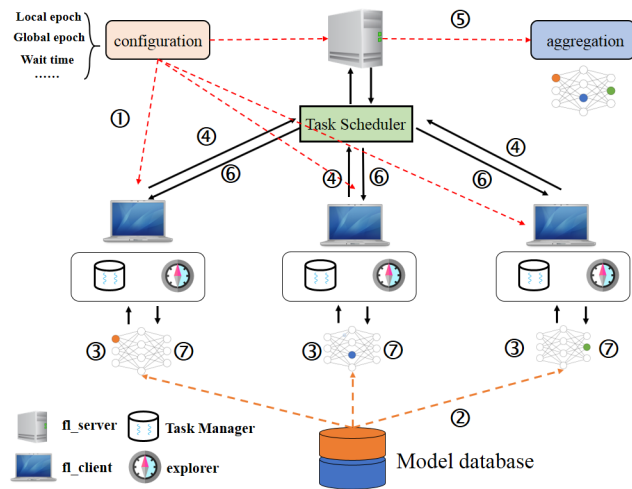 Local epoch
Global epoch
Wait time
······
configuration
⑤
aggregation
①
Task Scheduler
④
④
⑥
④
⑥
⑥
③
⑦
③
⑦
③
⑦
②
fl_server
Task Manager
fl_client
explorer
Model database